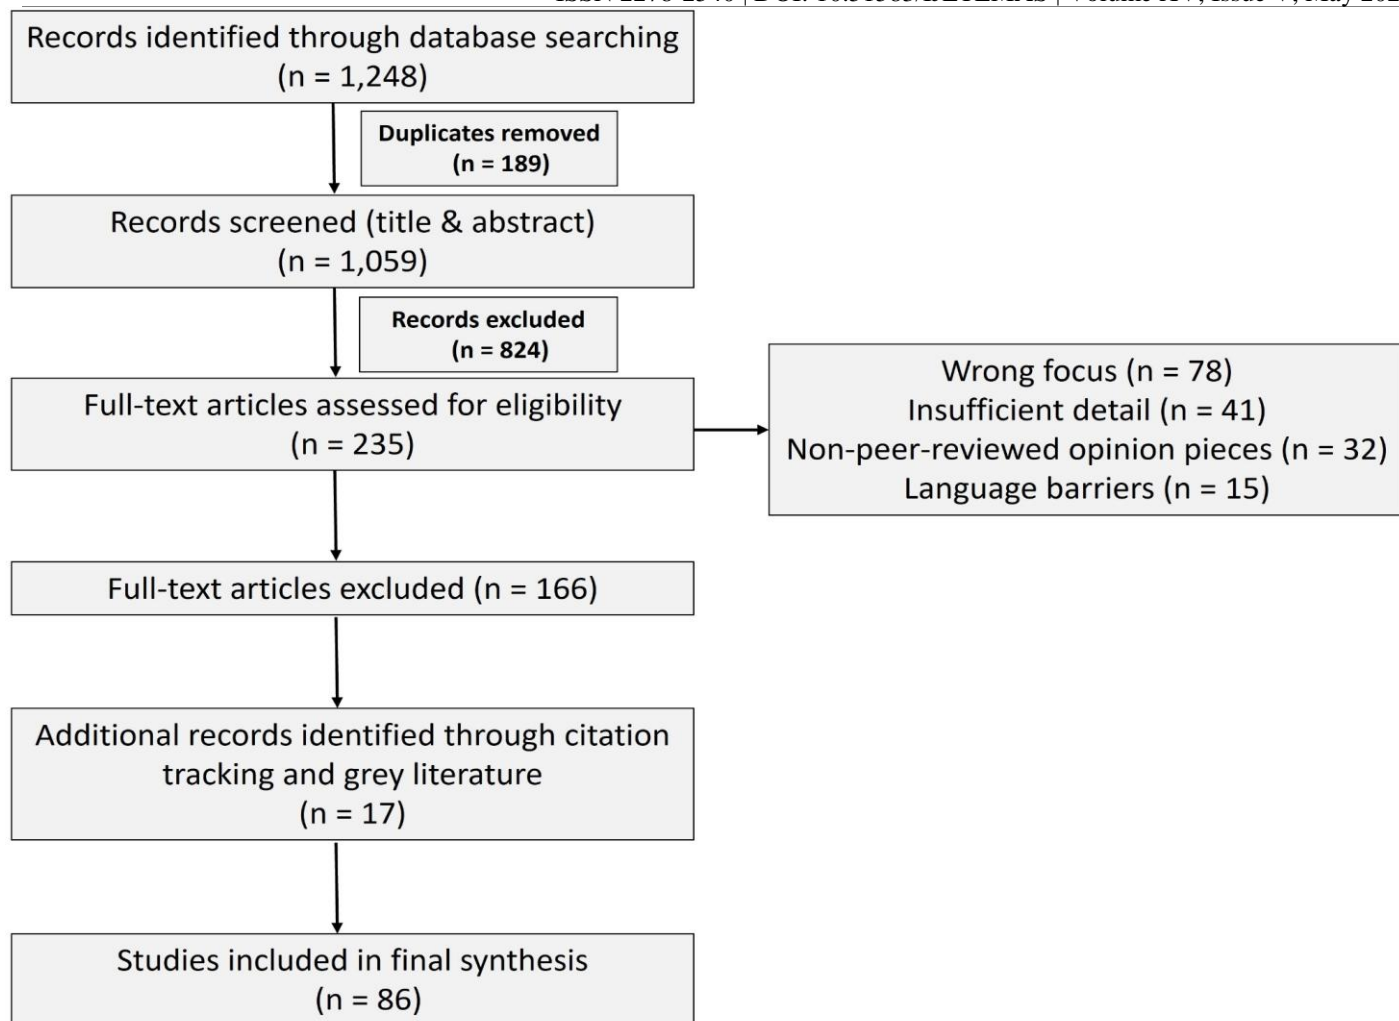 Records identified through database searching
(n = 1,248)
Duplicates removed
(n = 189)
Records screened (title & abstract)
(n = 1,059)
Records excluded
(n = 824)
Full-text articles assessed for eligibility
(n = 235)
Wrong focus (n = 78)
Insufficient detail (n = 41)
Non-peer-reviewed opinion pieces (n = 32)
Language barriers (n = 15)
Full-text articles excluded (n = 166)
Additional records identified through citation
tracking and grey literature
(n = 17)
Studies included in final synthesis
(n = 86)